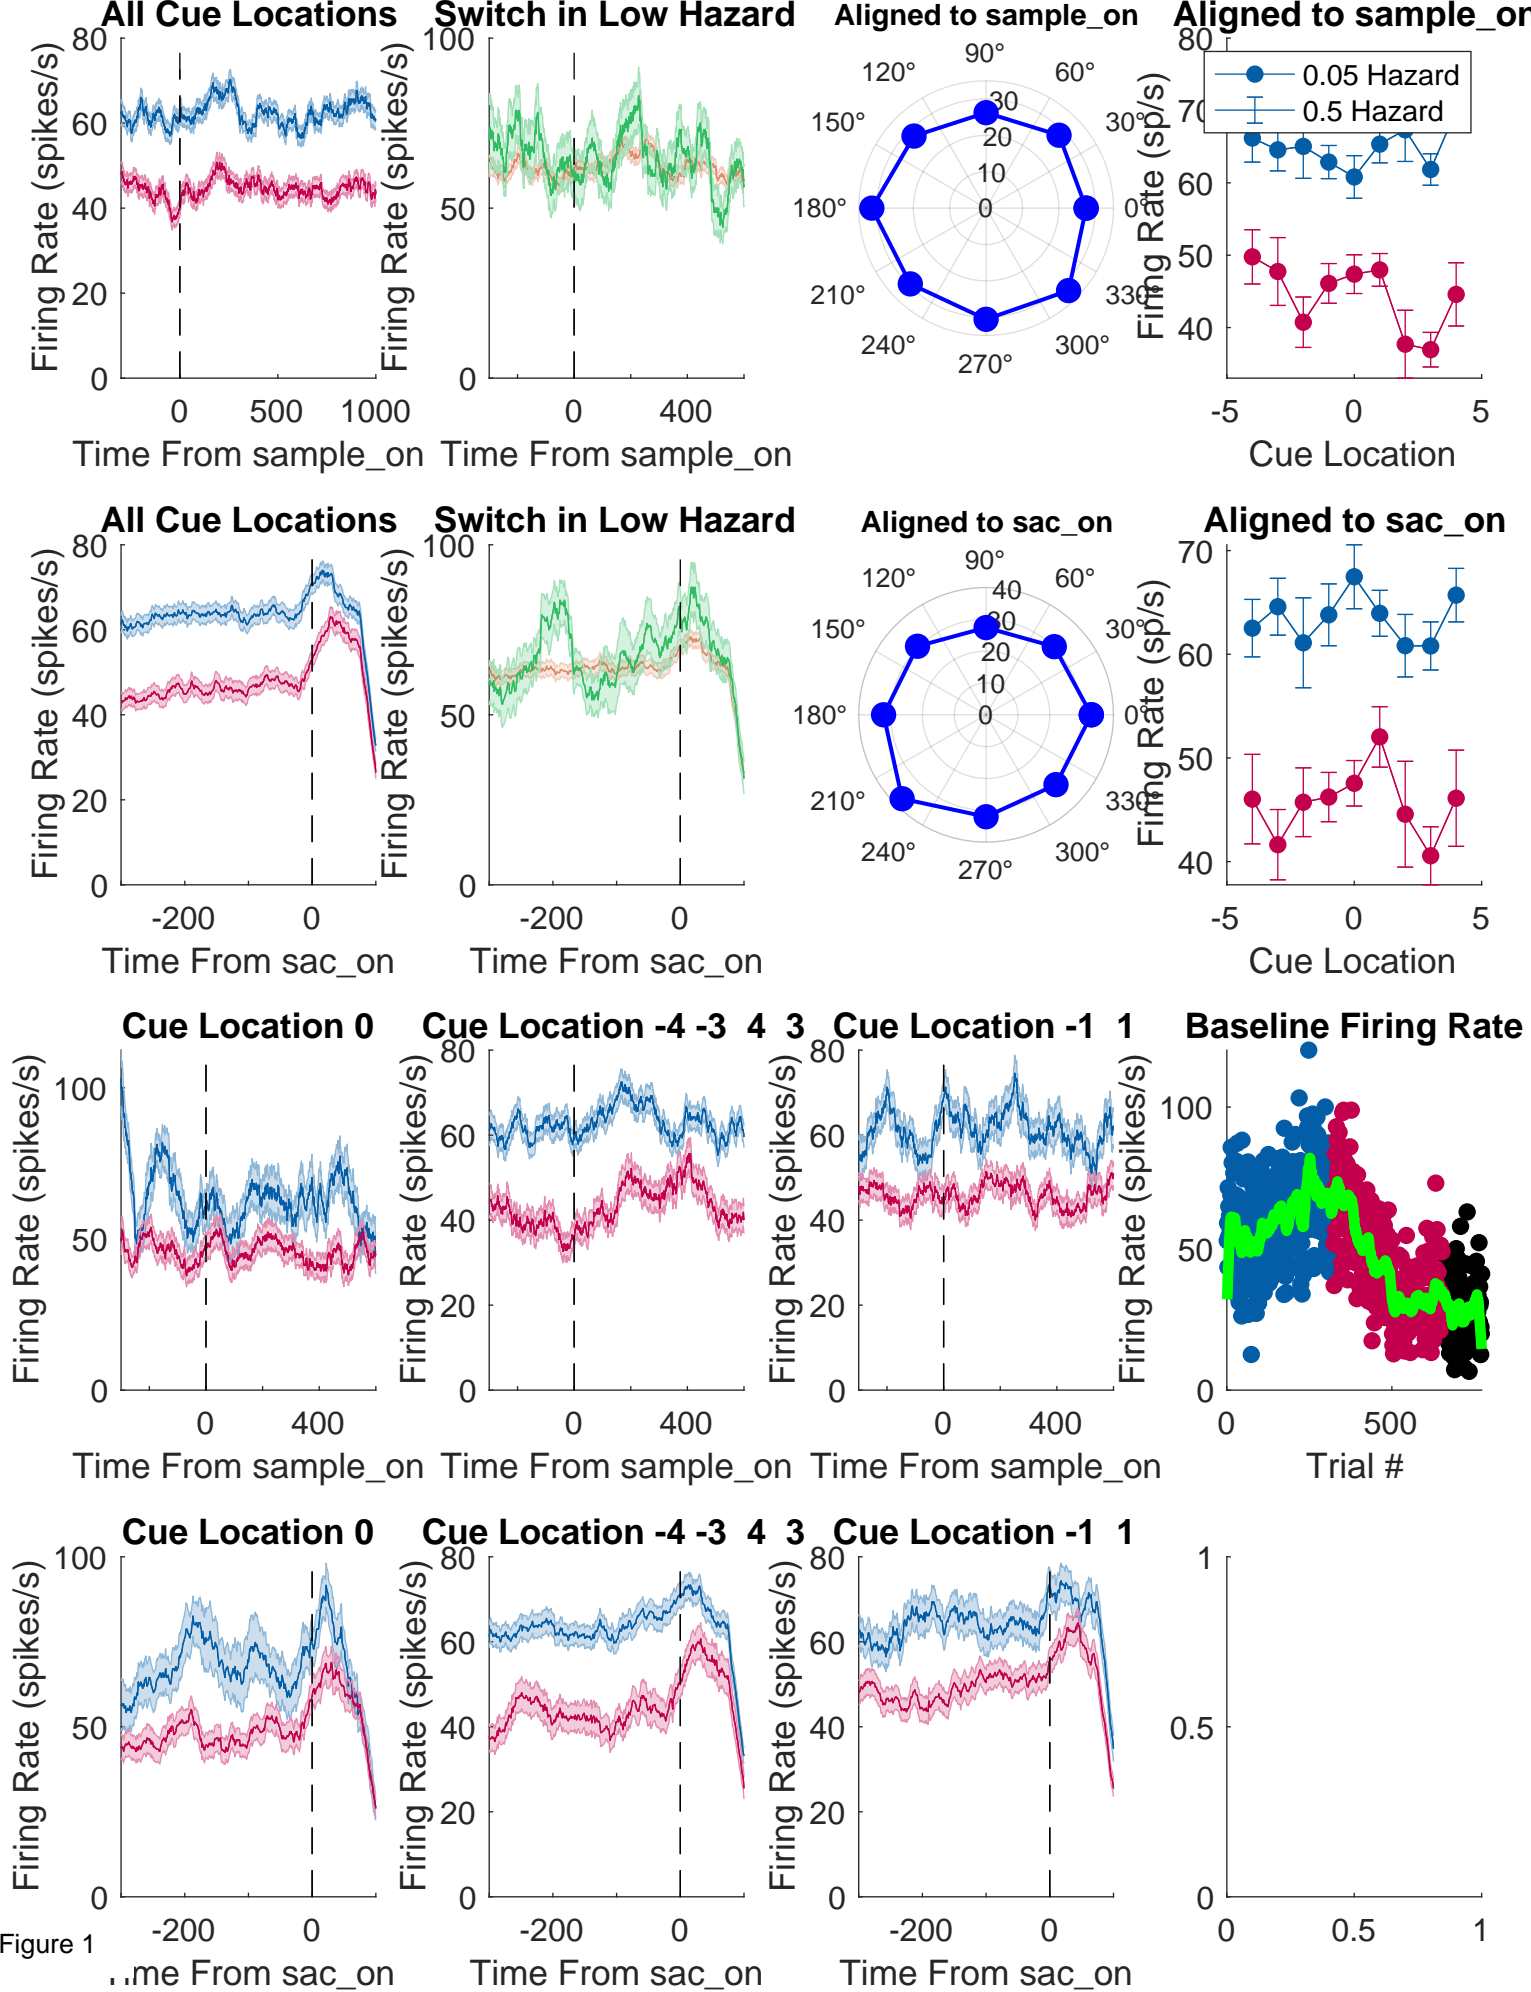 All Cue Locations
Firing Rate (spikes/s)
80
60
40
20
0
0 500 1000
Time From sample_on
Switch in Low Hazard
Firing Rate (spikes/s)
100
50
0
0 400
Time From sample_on
Aligned to sample_on
90°
120° 60°
150° 30°
180° 0°
210° 330
240° 300°
270°
30
20
10
0
Aligned to sample_on
Firing Rate (sp/s)
80
70
60
50
40
0.05 Hazard
0.5 Hazard
-5 0 5
Cue Location
All Cue Locations
Firing Rate (spikes/s)
80
60
40
20
0
-200 0
Time From sac_on
Switch in Low Hazard
Firing Rate (spikes/s)
100
50
0
-200 0
Time From sac_on
Aligned to sac_on
90°
120° 60°
150° 30°
180° 0°
210° 330
240° 300°
270°
40
30
20
10
0
Aligned to sac_on
Firing Rate (sp/s)
70
60
50
40
-5 0 5
Cue Location
Cue Location 0
Firing Rate (spikes/s)
100
50
0
0 400
Time From sample_on
Cue Location -4 -3 4 3
Firing Rate (spikes/s)
80
60
40
20
0
0 400
Time From sample_on
Cue Location -1 1
Firing Rate (spikes/s)
80
60
40
20
0
0 400
Time From sample_on
Baseline Firing Rate
Firing Rate (spikes/s)
100
50
0
0 500
Trial #
Cue Location 0
Firing Rate (spikes/s)
100
50
0
-200 0
Time From sac_on
Cue Location -4 -3 4 3
Firing Rate (spikes/s)
80
60
40
20
0
-200 0
Time From sac_on
Cue Location -1 1
Firing Rate (spikes/s)
80
60
40
20
0
-200 0
Time From sac_on
1
0.5
0
0 0.5 1
Figure 1